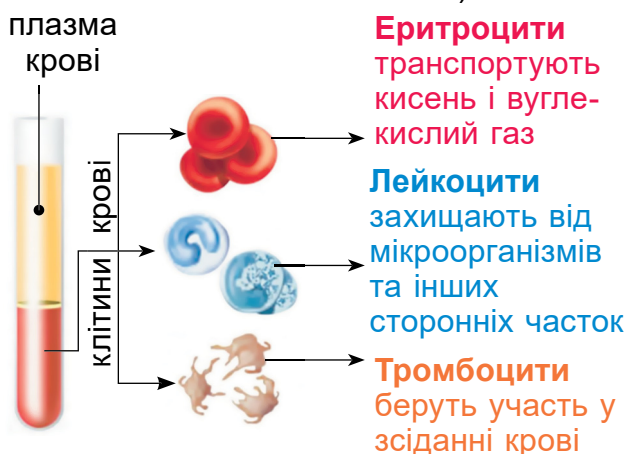 плазма
крові
клітини крові
Еритроцити
транспортують
кисень і вугле-
кислий газ
Лейкоцити
захищають від
мікроорганізмів
та інших
сторонніх часток
Тромбоцити
беруть участь у
зсіданні крові